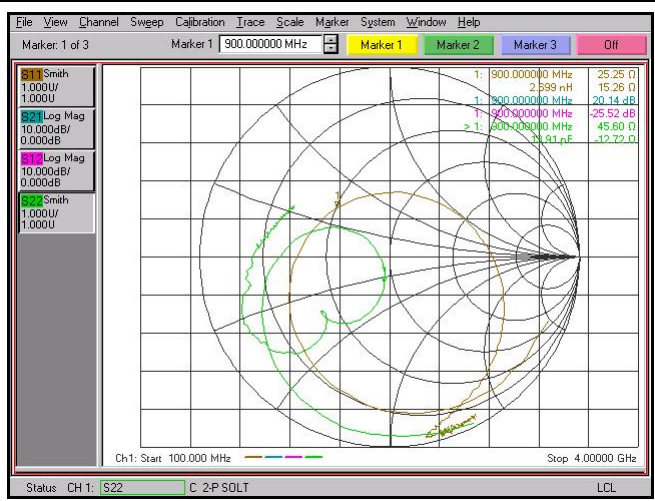 File View Channel Sweep Calibration Trace Scale Marker System Window Help
Marker: 1 of 3 Marker 1 900.000000 MHz Marker 1 Marker 2 Marker 3 Off
S11 Smith
1.000U/
1.000U
S21 Log Mag
10.000dB/
0.000dB
S12 Log Mag
10.000dB/
0.000dB
S22 Smith
1.000U/
1.000U
1: 900.000000 MHz 25.25 Ω
2.699 nH 15.26 Ω
1: 900.000000 MHz 20.14 dB
1: 900.000000 MHz -25.52 dB
> 1: 900.000000 MHz 45.60 Ω
13.91 pF -12.72 Ω
1
Ch1: Start 100.000 MHz Stop 4.00000 GHz
Status CH 1: S22 C 2-P SOLT LCL